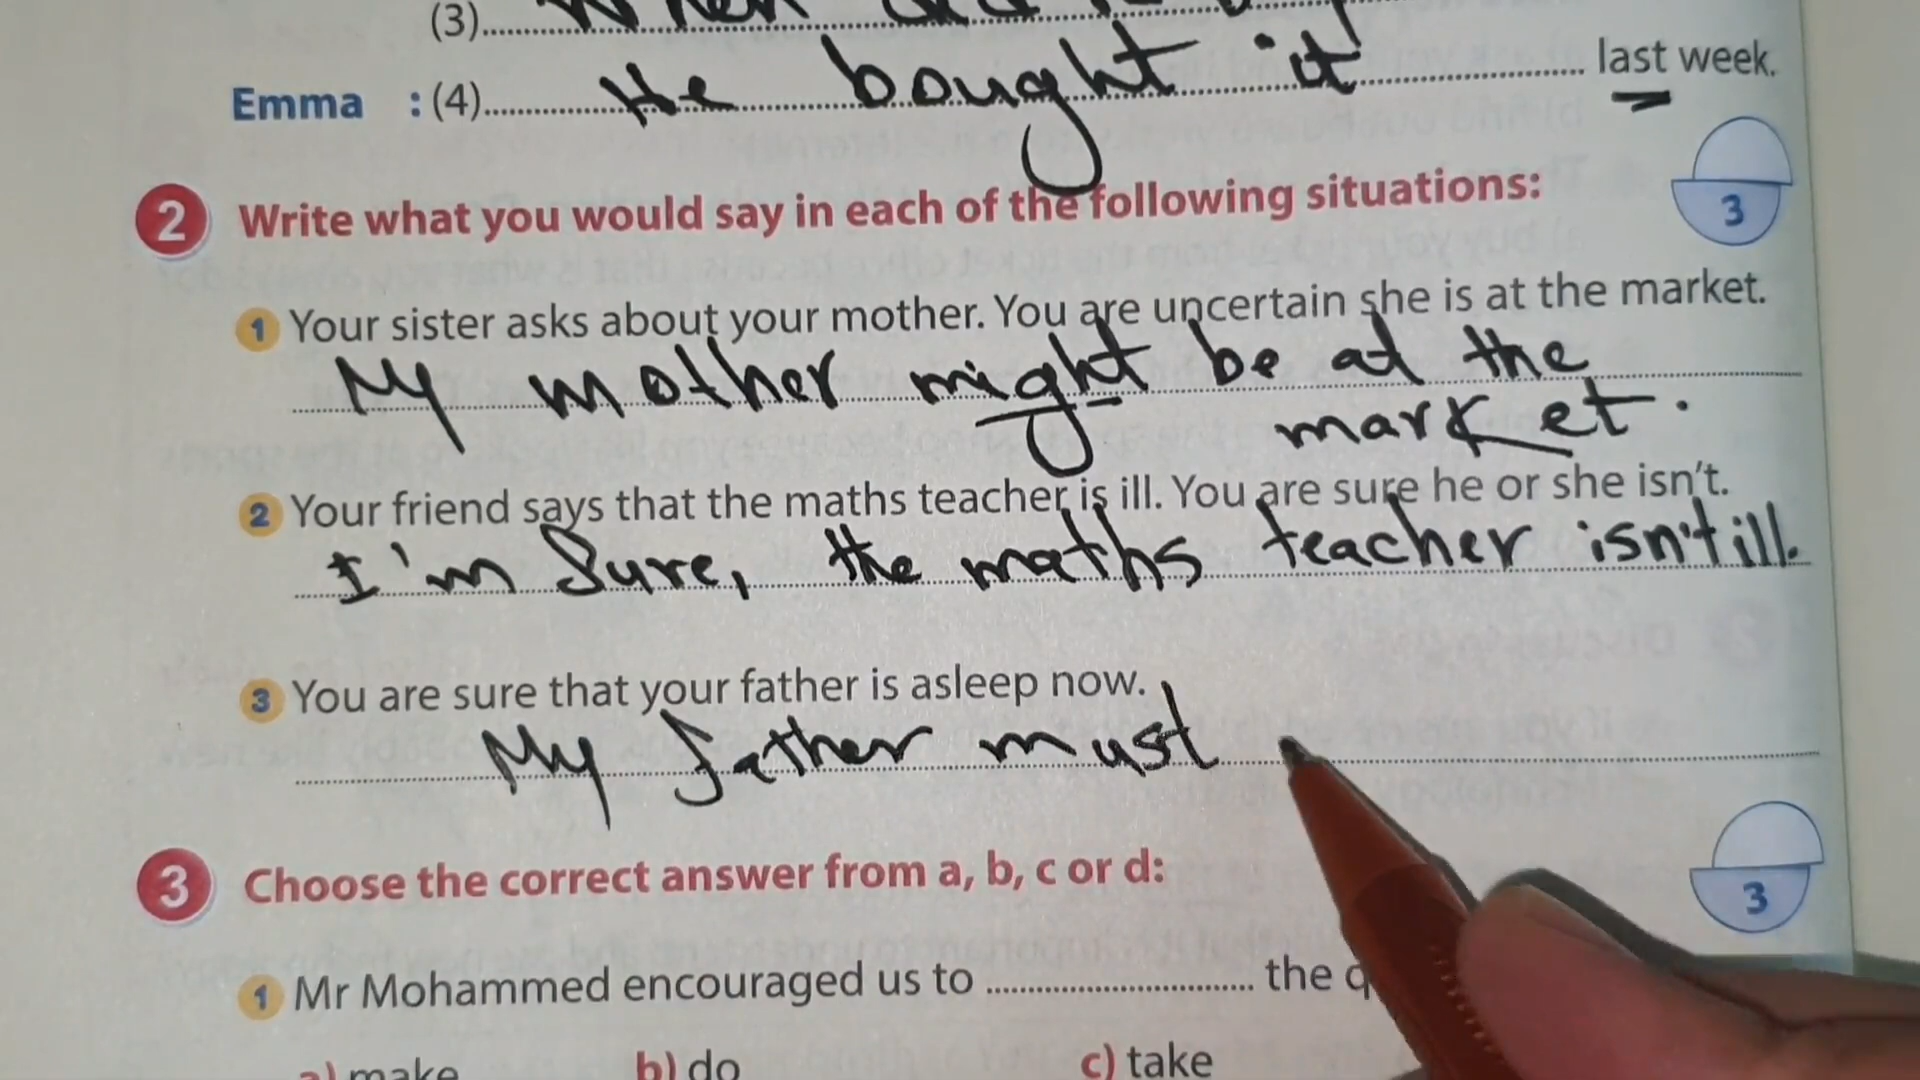 (3) When did
Emma : (4) He bought it last week.
2 Write what you would say in each of the following situations:
3
1 Your sister asks about your mother. You are uncertain she is at the market.
My mother might be at the
market.
2 Your friend says that the maths teacher is ill. You are sure he or she isn't.
I'm Sure, the maths teacher isn't ill.
3 You are sure that your father is asleep now.
My father must
3 Choose the correct answer from a, b, c or d:
3
1 Mr Mohammed encouraged us to the
a) make b) do c) take